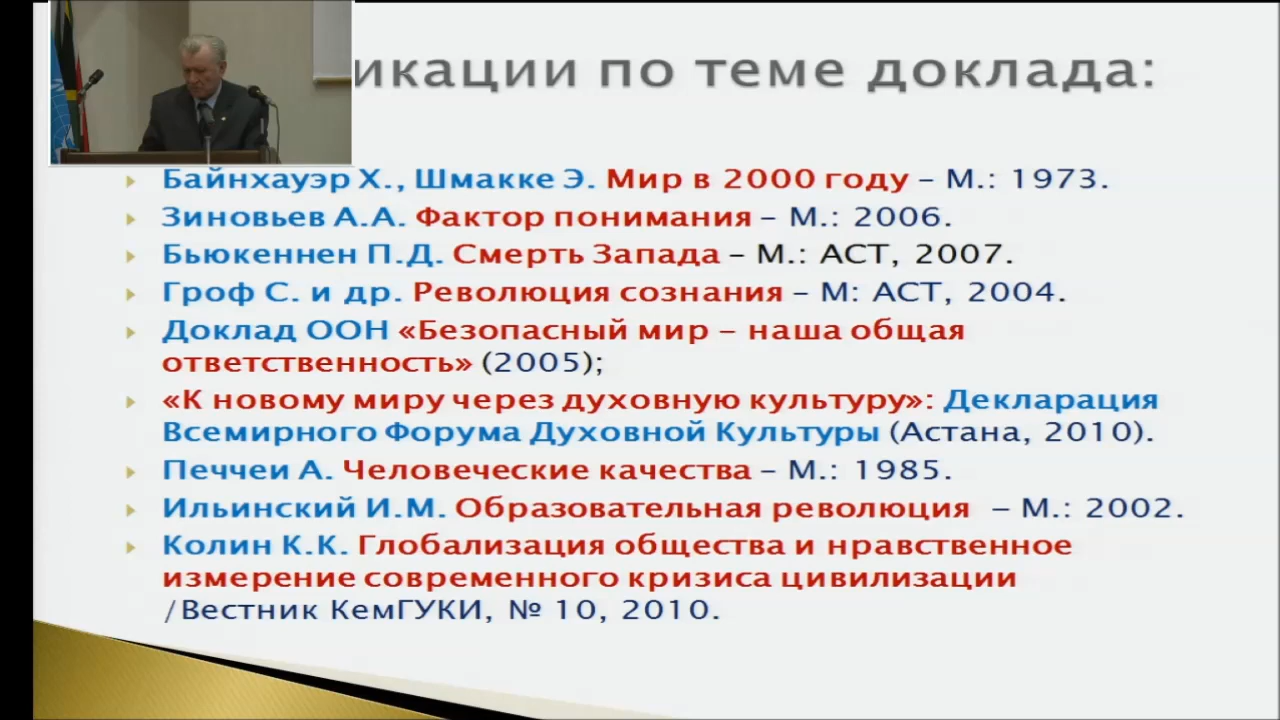 икации по теме доклада:
Байнхауэр Х., Шмакке Э. Мир в 2000 году – М.: 1973.
Зиновьев А.А. Фактор понимания – М.: 2006.
Бьюкеннен П.Д. Смерть Запада – М.: АСТ, 2007.
Гроф С. и др. Революция сознания – М: АСТ, 2004.
Доклад ООН «Безопасный мир – наша общая
ответственность» (2005);
«К новому миру через духовную культуру»: Декларация
Всемирного Форума Духовной Культуры (Астана, 2010).
Печчеи А. Человеческие качества – М.: 1985.
Ильинский И.М. Образовательная революция – М.: 2002.
Колин К.К. Глобализация общества и нравственное
измерение современного кризиса цивилизации
/Вестник КемГУКИ, № 10, 2010.